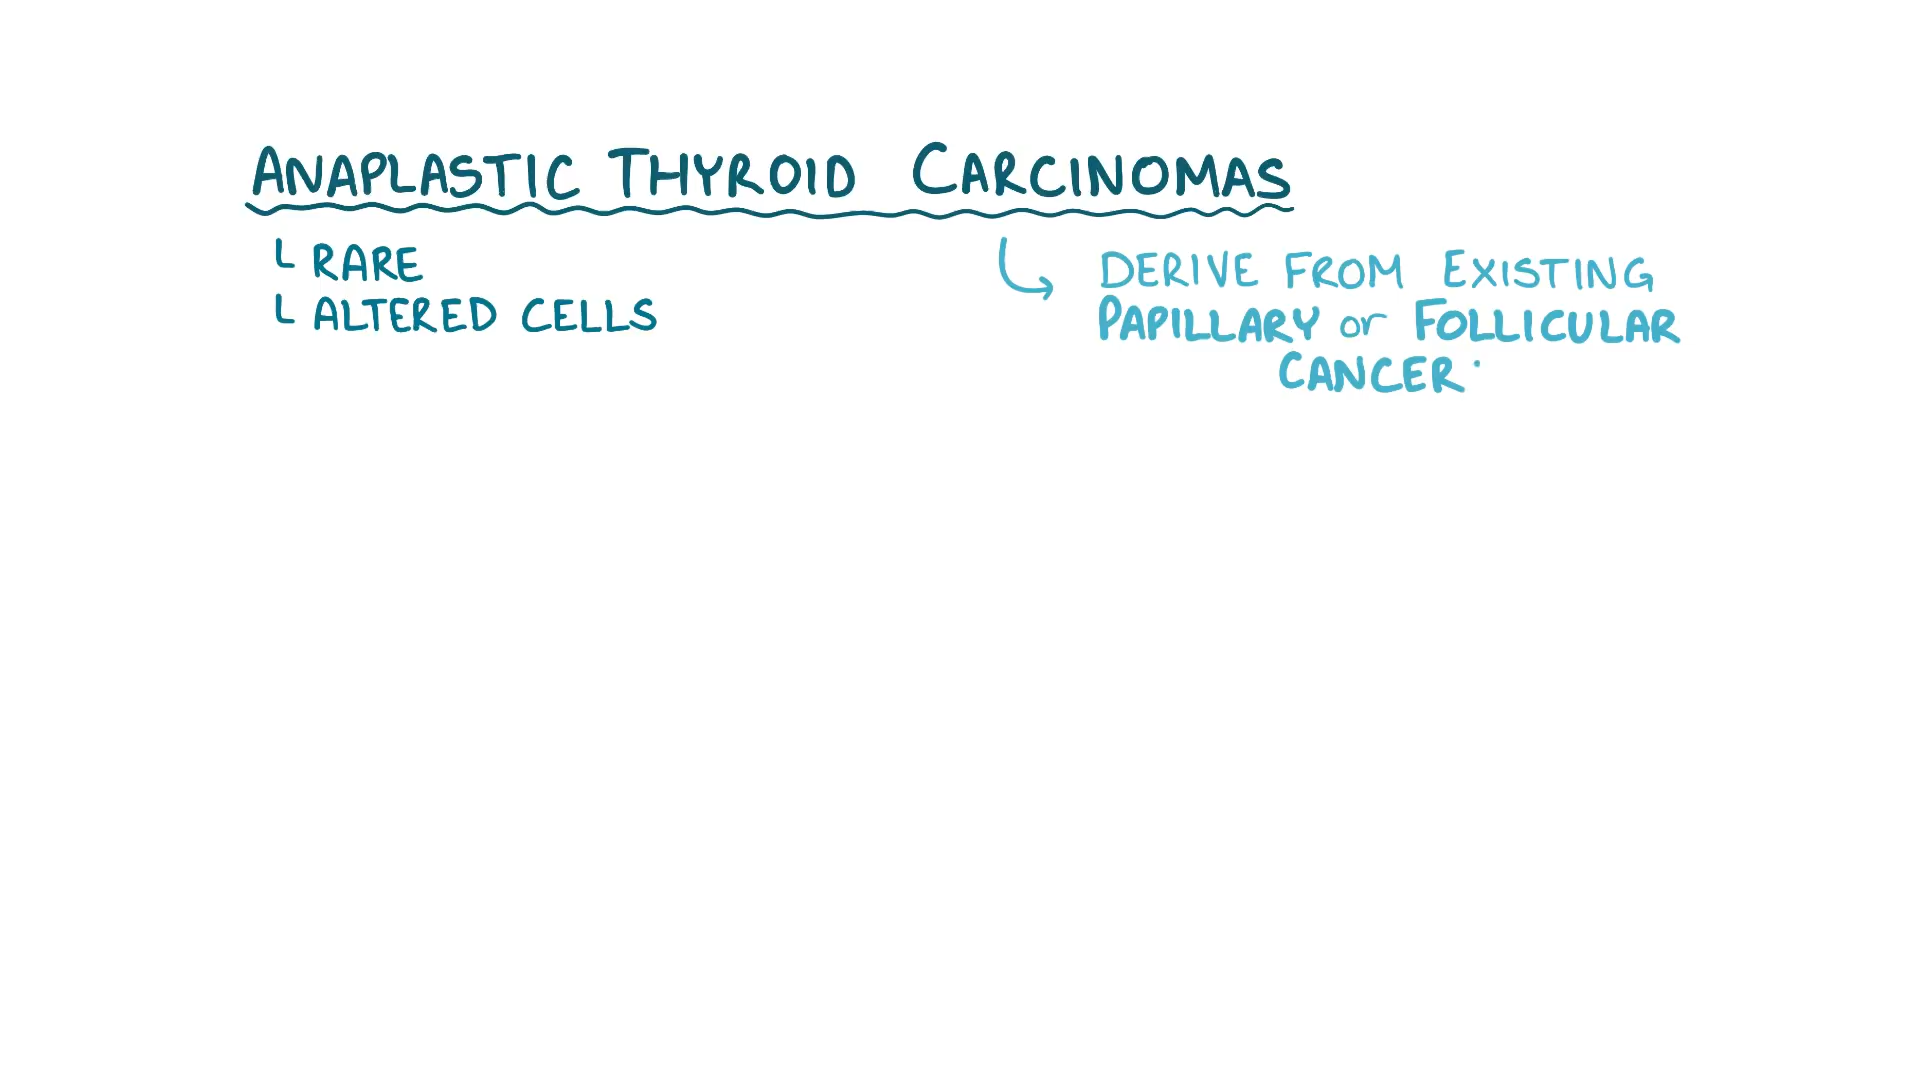 ANAPLASTIC THYROID CARCINOMAS
RARE
ALTERED CELLS
DERIVE FROM EXISTING
PAPILLARY or FOLLICULAR
CANCER